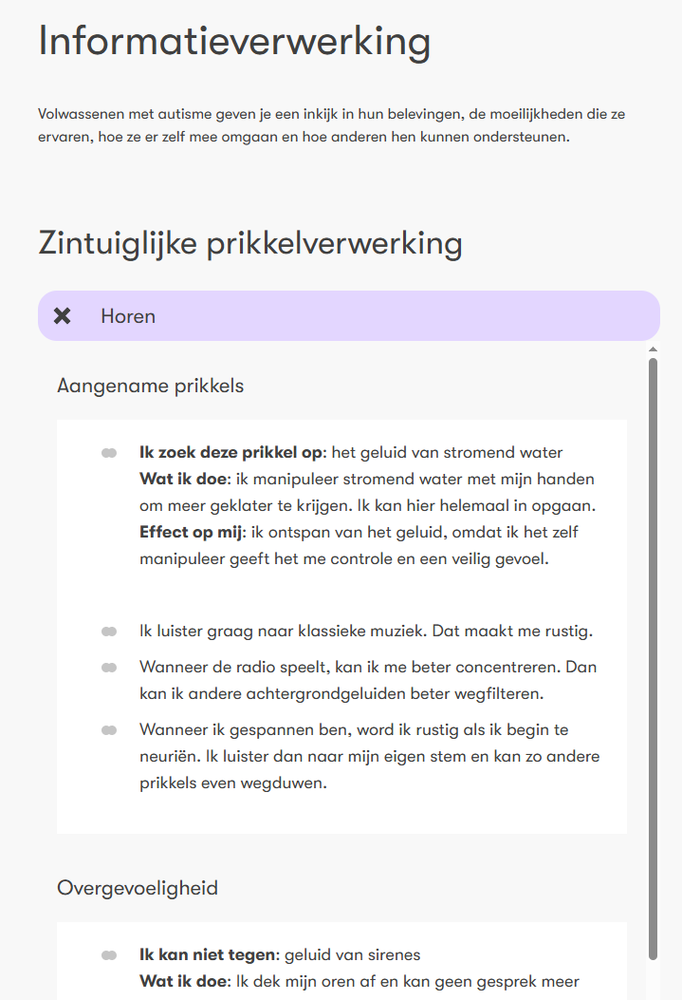 Informatieverwerking
Volwassenen met autisme geven je een inkijk in hun belevingen, de moeilijkheden die ze
ervaren, hoe ze er zelf mee omgaan en hoe anderen hen kunnen ondersteunen.
Zintuiglijke prikkelverwerking
Horen
Aangename prikkels
Ik zoek deze prikkel op: het geluid van stromend water
Wat ik doe: ik manipuleer stromend water met mijn handen
om meer geklater te krijgen. Ik kan hier helemaal in opgaan.
Effect op mij: ik ontspan van het geluid, omdat ik het zelf
manipuleer geeft het me controle en een veilig gevoel.
Ik luister graag naar klassieke muziek. Dat maakt me rustig.
Wanneer de radio speelt, kan ik me beter concentreren. Dan
kan ik andere achtergrondgeluiden beter wegfilteren.
Wanneer ik gespannen ben, word ik rustig als ik begin te
neuriën. Ik luister dan naar mijn eigen stem en kan zo andere
prikkels even wegduwen.
Overgevoeligheid
Ik kan niet tegen: geluid van sirenes
Wat ik doe: Ik dek mijn oren af en kan geen gesprek meer